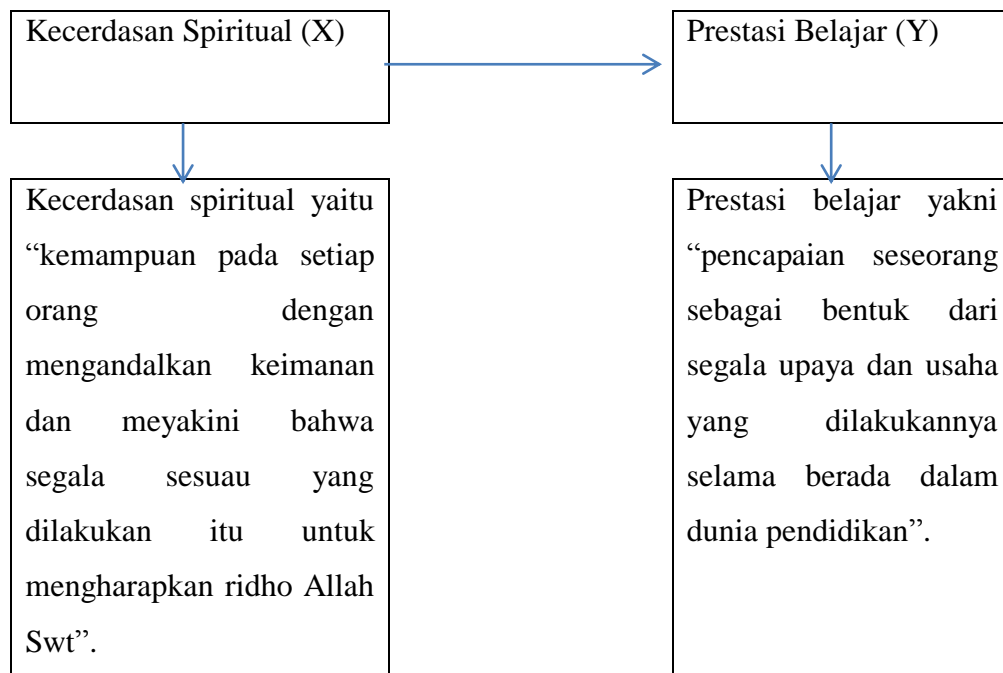 Kecerdasan Spiritual (X)
Prestasi Belajar (Y)
Kecerdasan spiritual yaitu
“kemampuan pada setiap
orang dengan
mengandalkan keimanan
dan meyakini bahwa
segala sesuau yang
dilakukan itu untuk
mengharapkan ridho Allah
Swt”.
Prestasi belajar yakni
“pencapaian seseorang
sebagai bentuk dari
segala upaya dan usaha
yang dilakukannya
selama berada dalam
dunia pendidikan”.